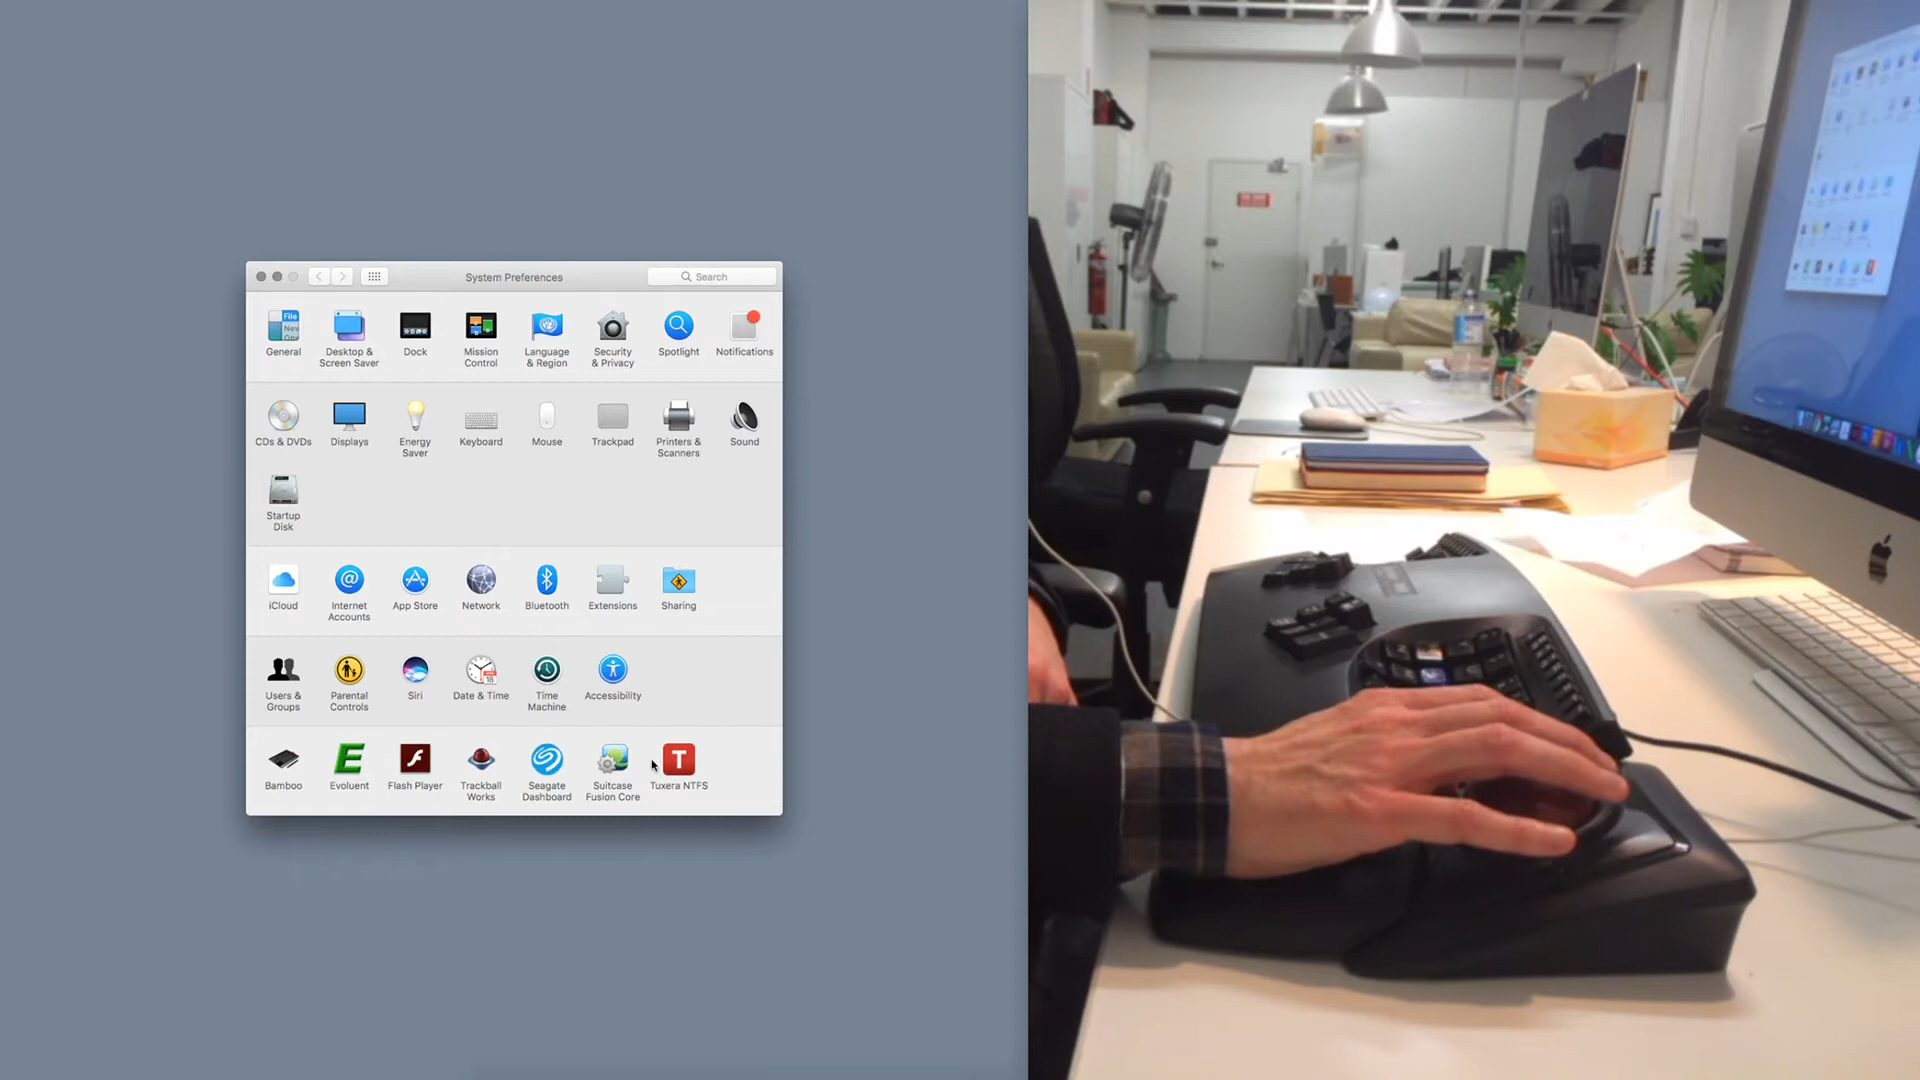 System Preferences
Search
File
New
General
Desktop &
Screen Saver
Dock
Mission
Control
Language
& Region
Security
& Privacy
Spotlight
Notifications
CDs & DVDs
Displays
Energy
Saver
Keyboard
Mouse
Trackpad
Printers &
Scanners
Sound
Startup
Disk
iCloud
Internet
Accounts
App Store
Network
Bluetooth
Extensions
Sharing
Users &
Groups
Parental
Controls
Siri
18
Date & Time
Time
Machine
Accessibility
Bamboo
E
Evoluent
Flash Player
Trackball
Works
Seagate
Dashboard
Suitcase
Fusion Core
T
Tuxera NTFS